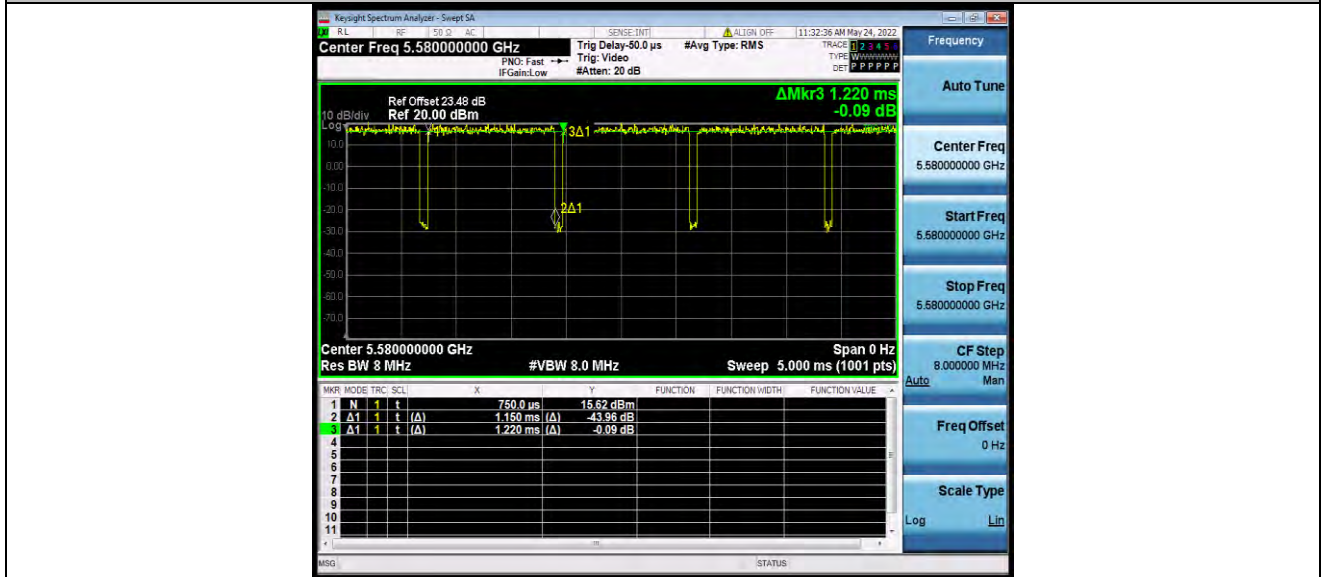 Keysight Spectrum Analyzer - Swept SA
RL RF 50 Ω AC SENSE:INT ALIGN OFF 11:32:36 AM May 24, 2022
Center Freq 5.580000000 GHz
PNO: Fast
IFGain:Low
Trig Delay-50.0 µs
Trig: Video
#Atten: 20 dB
#Avg Type: RMS
TRACE 1 2 3 4 5 6
TYPE
DET P P P P P P
Frequency
Auto Tune
Center Freq
5.580000000 GHz
Start Freq
5.580000000 GHz
Stop Freq
5.580000000 GHz
CF Step
8.000000 MHz
Auto Man
Freq Offset
0 Hz
Scale Type
Log Lin
ΔMkr3 1.220 ms
-0.09 dB
Ref Offset 23.48 dB
10 dB/div Ref 20.00 dBm
Log
3Δ1
10.0
0.00
-10.0
-20.0
2Δ1
-30.0
-40.0
-50.0
-60.0
-70.0
Center 5.580000000 GHz Span 0 Hz
Res BW 8 MHz #VBW 8.0 MHz Sweep 5.000 ms (1001 pts)
MKR MODE TRC SCL X Y FUNCTION FUNCTION WIDTH FUNCTION VALUE
1 N 1 t 750.0 µs 15.62 dBm
2 Δ1 1 t (Δ) 1.150 ms (Δ) -43.96 dB
3 Δ1 1 t (Δ) 1.220 ms (Δ) -0.09 dB
4
5
6
7
8
9
10
11
MSG STATUS